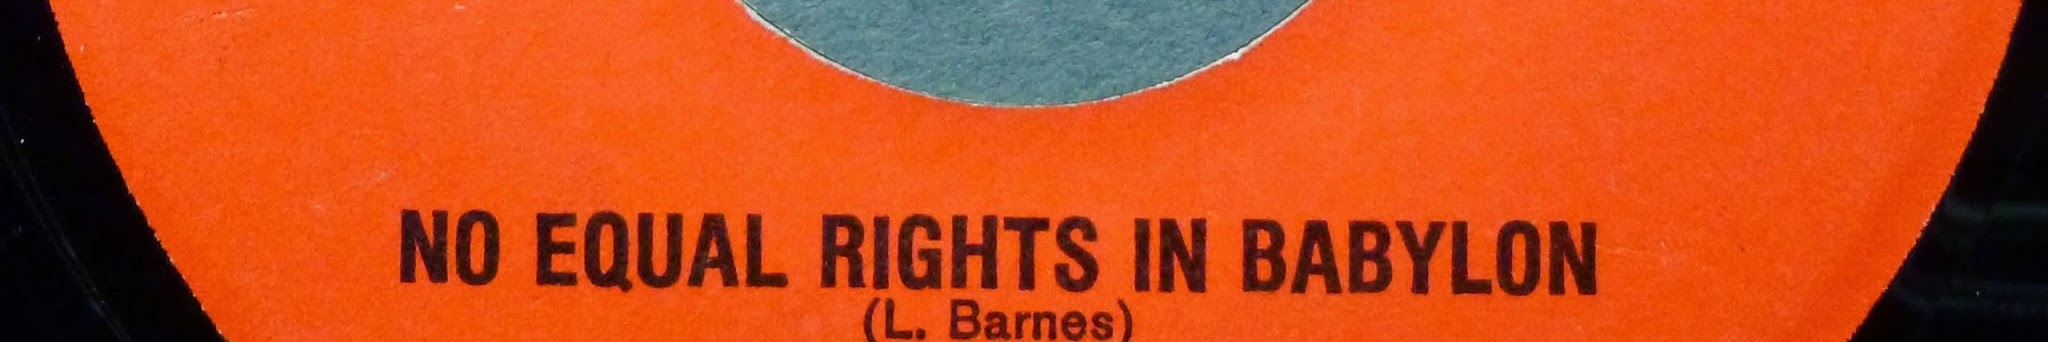 NO EQUAL RIGHTS IN BABYLON
(L. Barnes)